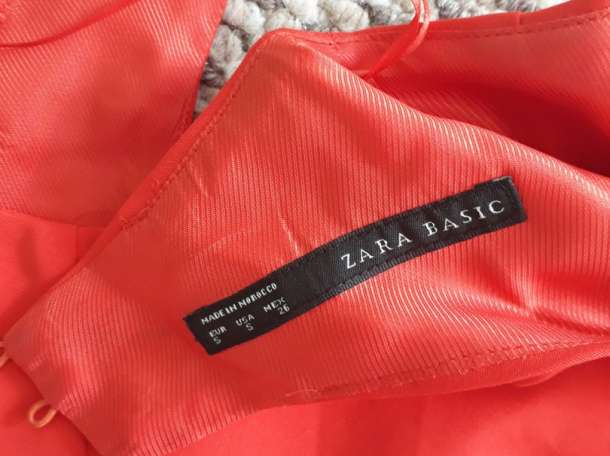 ZARA BASIC
MADE IN MOROCCO
EUR USA MEX
S S 26